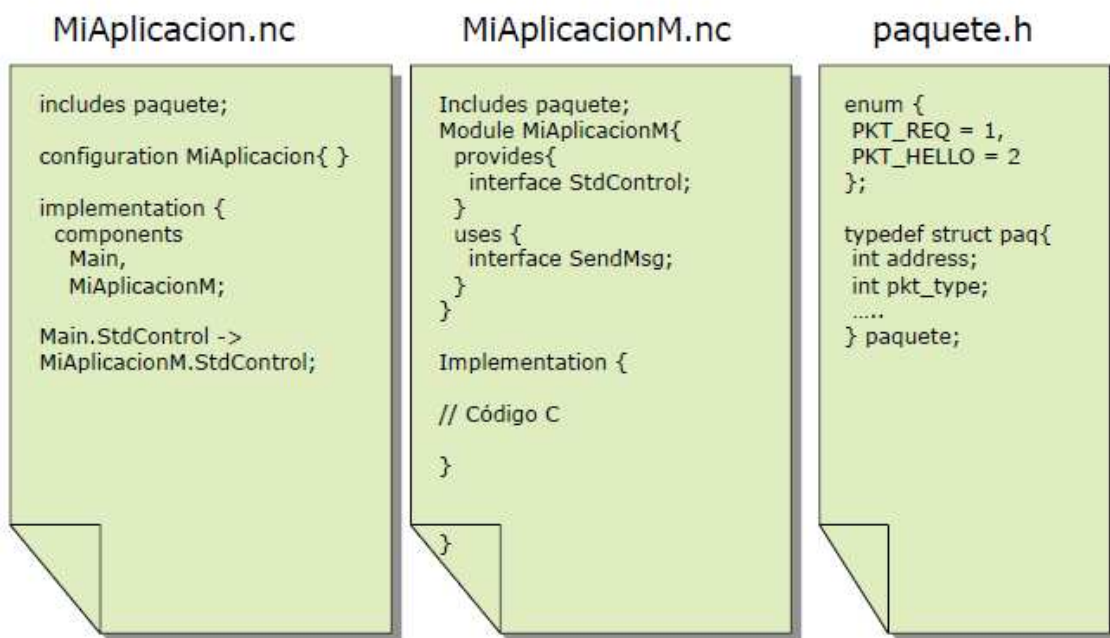 MiAplicacion.nc
includes paquete;
configuration MiAplicacion{ }
implementation {
components
Main,
MiAplicacionM;
Main.StdControl ->
MiAplicacionM.StdControl;
MiAplicacionM.nc
Includes paquete;
Module MiAplicacionM{
provides{
interface StdControl;
}
uses {
interface SendMsg;
}
}
Implementation {
// Código C
}
}
paquete.h
enum {
PKT_REQ = 1,
PKT_HELLO = 2
};
typedef struct paq{
int address;
int pkt_type;
.....
} paquete;